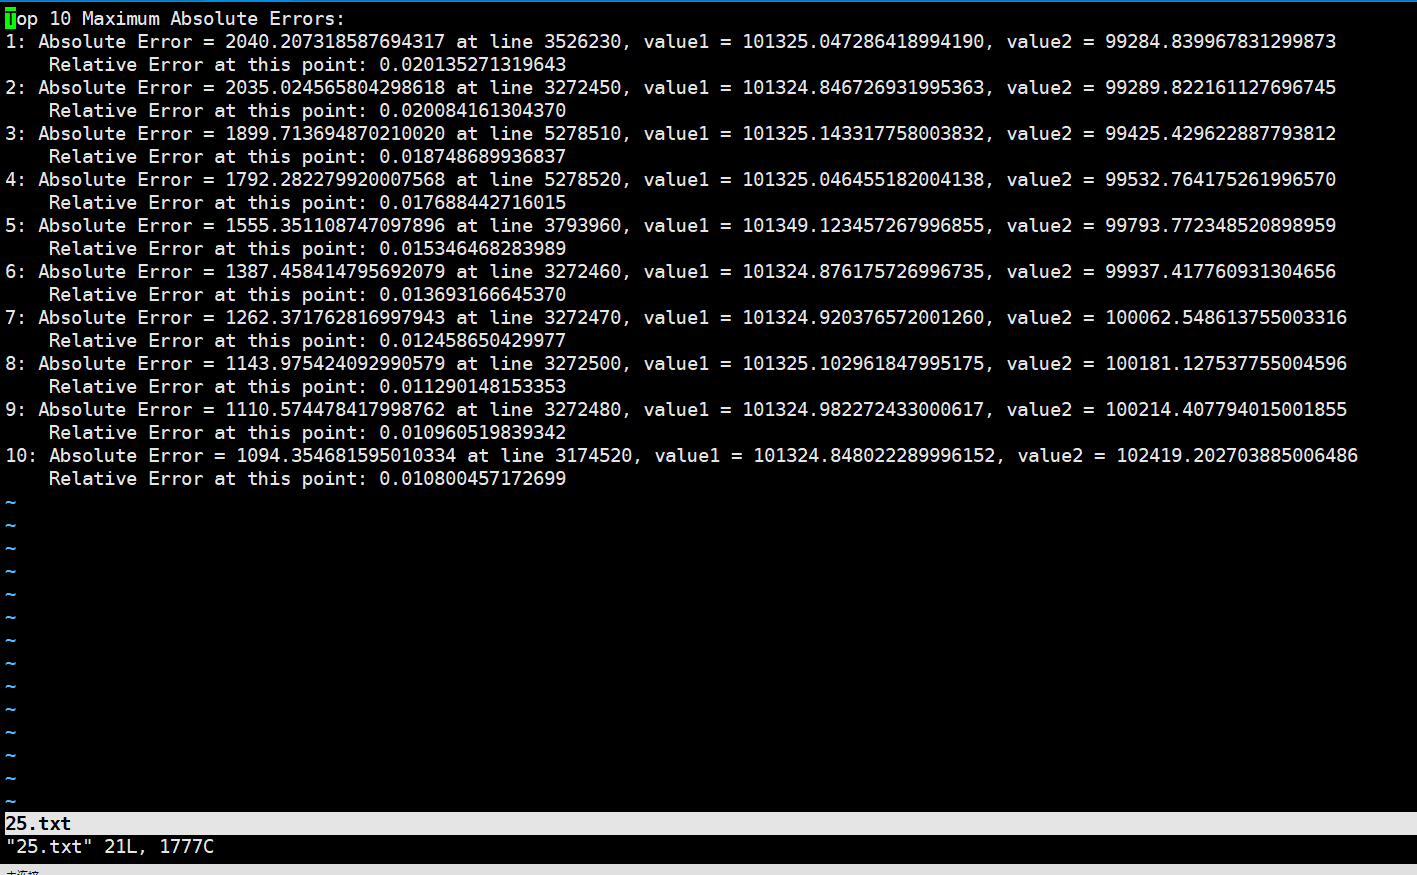 Top 10 Maximum Absolute Errors:
1: Absolute Error = 2040.207318587694317 at line 3526230, value1 = 101325.047286418994190, value2 = 99284.839967831299873
Relative Error at this point: 0.020135271319643
2: Absolute Error = 2035.024565804298618 at line 3272450, value1 = 101324.846726931995363, value2 = 99289.822161127696745
Relative Error at this point: 0.020084161304370
3: Absolute Error = 1899.713694870210020 at line 5278510, value1 = 101325.143317758003832, value2 = 99425.429622887793812
Relative Error at this point: 0.018748689936837
4: Absolute Error = 1792.282279920007568 at line 5278520, value1 = 101325.046455182004138, value2 = 99532.764175261996570
Relative Error at this point: 0.017688442716015
5: Absolute Error = 1555.351108747097896 at line 3793960, value1 = 101349.123457267996855, value2 = 99793.772348520898959
Relative Error at this point: 0.015346468283989
6: Absolute Error = 1387.458414795692079 at line 3272460, value1 = 101324.876175726996735, value2 = 99937.417760931304656
Relative Error at this point: 0.013693166645370
7: Absolute Error = 1262.371762816997943 at line 3272470, value1 = 101324.920376572001260, value2 = 100062.548613755003316
Relative Error at this point: 0.012458650429977
8: Absolute Error = 1143.975424092990579 at line 3272500, value1 = 101325.102961847995175, value2 = 100181.127537755004596
Relative Error at this point: 0.011290148153353
9: Absolute Error = 1110.574478417998762 at line 3272480, value1 = 101324.982272433000617, value2 = 100214.407794015001855
Relative Error at this point: 0.010960519839342
10: Absolute Error = 1094.354681595010334 at line 3174520, value1 = 101324.848022289996152, value2 = 102419.202703885006486
Relative Error at this point: 0.010800457172699
~
~
~
~
~
~
~
~
~
~
~
~
~
~
25.txt
"25.txt" 21L, 1777C